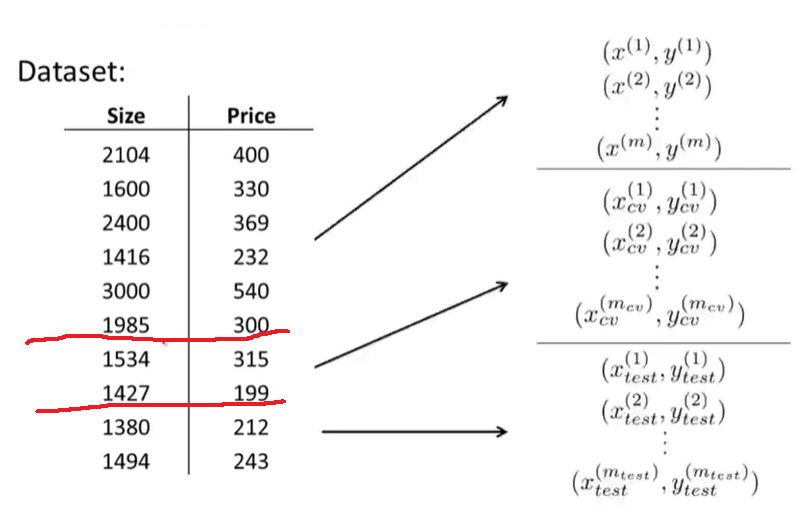 Dataset:
Size Price
2104 400
1600 330
2400 369
1416 232
3000 540
1985 300
1534 315
1427 199
1380 212
1494 243
(x^{(1)}, y^{(1)})
(x^{(2)}, y^{(2)})
⋮
(x^{(m)}, y^{(m)})
(x_{cv}^{(1)}, y_{cv}^{(1)})
(x_{cv}^{(2)}, y_{cv}^{(2)})
⋮
(x_{cv}^{(m_{cv})}, y_{cv}^{(m_{cv})})
(x_{test}^{(1)}, y_{test}^{(1)})
(x_{test}^{(2)}, y_{test}^{(2)})
⋮
(x_{test}^{(m_{test})}, y_{test}^{(m_{test})})